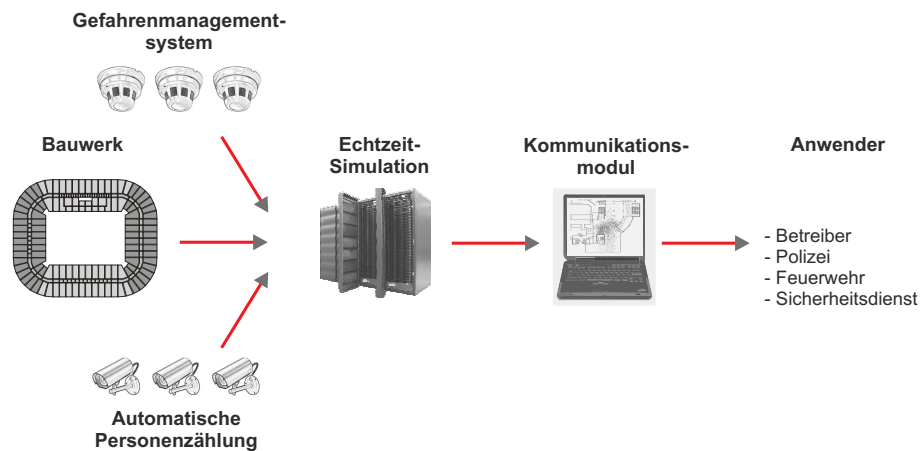 Gefahrenmanagement-
system
Bauwerk
Echtzeit-
Simulation
Kommunikations-
modul
Anwender
- Betreiber
- Polizei
- Feuerwehr
- Sicherheitsdienst
Automatische
Personenzählung